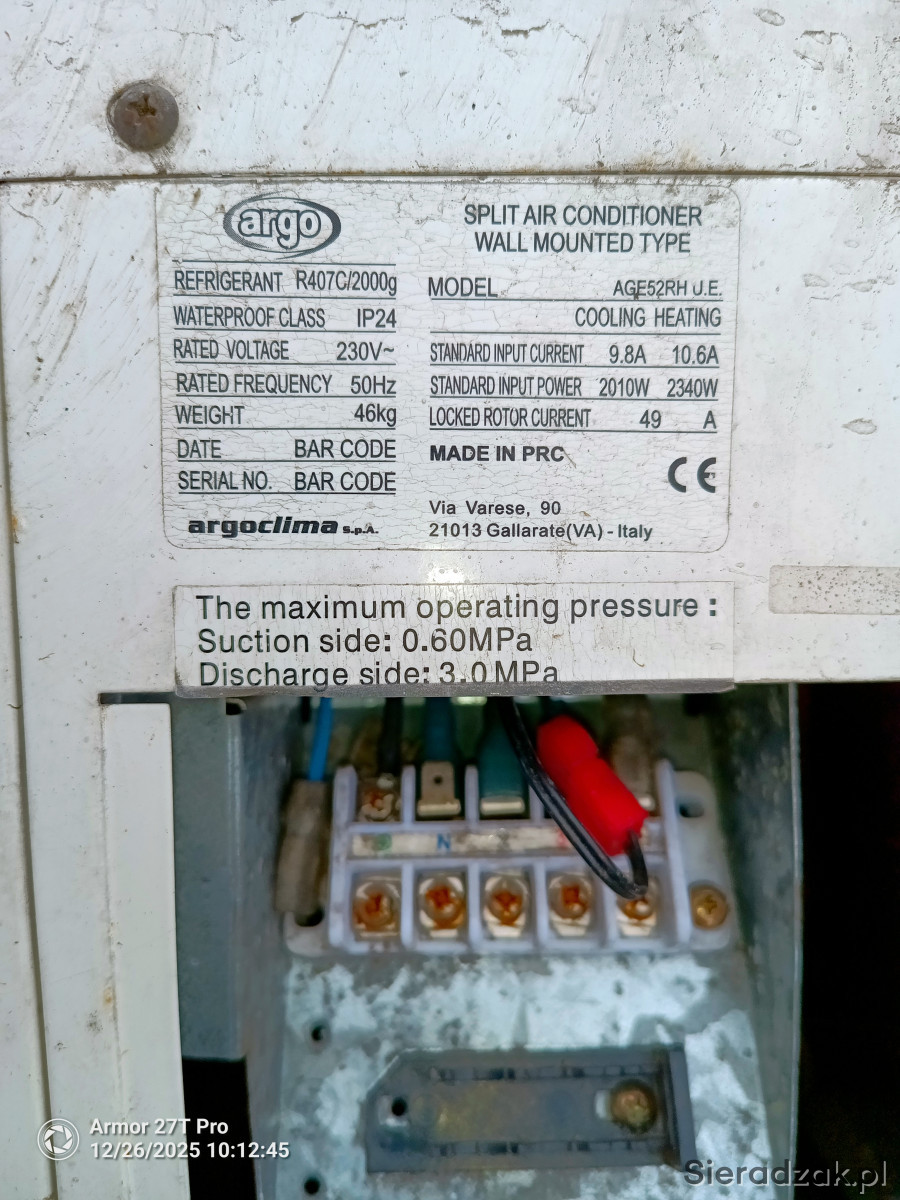 argo
SPLIT AIR CONDITIONER
WALL MOUNTED TYPE
REFRIGERANT R407C/2000g
WATERPROOF CLASS IP24
RATED VOLTAGE 230V~
RATED FREQUENCY 50Hz
WEIGHT 46kg
DATE BAR CODE
SERIAL NO. BAR CODE
argoclima S.p.A.
MODEL AGE52RH U.E.
COOLING HEATING
STANDARD INPUT CURRENT 9.8A 10.6A
STANDARD INPUT POWER 2010W 2340W
LOCKED ROTOR CURRENT 49 A
MADE IN PRC
CE
Via Varese, 90
21013 Gallarate(VA) - Italy
The maximum operating pressure :
Suction side: 0.60MPa
Discharge side: 3.0MPa
N
Armor 27T Pro
12/26/2025 10:12:45
Sieradzak.pl